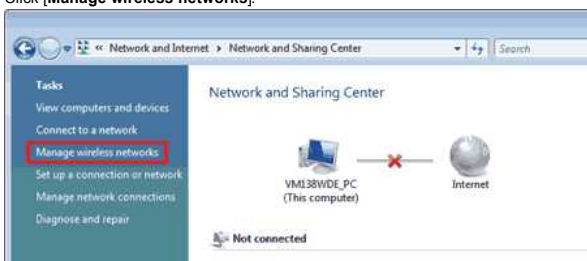 Click [Manage wireless networks].
« Network and Internet ▸ Network and Sharing Center
Search
Tasks
View computers and devices
Connect to a network
Manage wireless networks
Set up a connection or network
Manage network connections
Diagnose and repair
Network and Sharing Center
VM138WDE_PC
(This computer)
Internet
Not connected